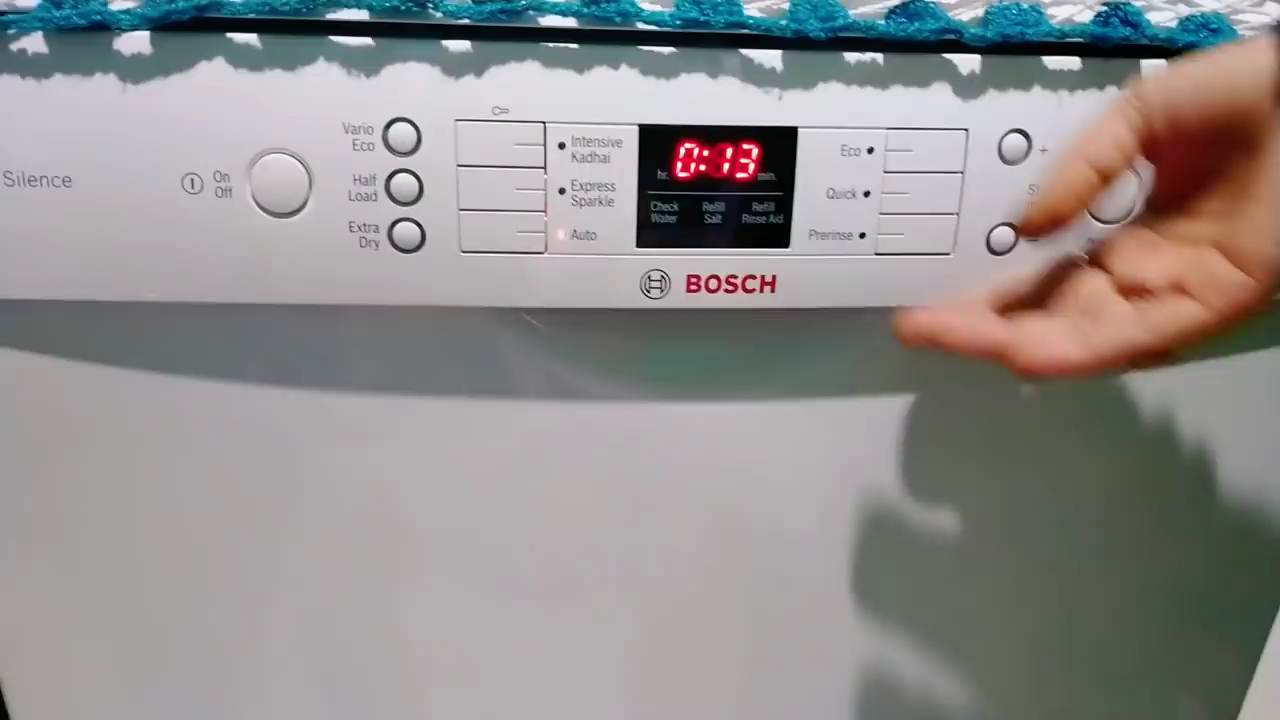 Silence
On
Off
Vario
Eco
Half
Load
Extra
Dry
Intensive
Kadhai
Express
Sparkle
Auto
0:13
hr. min.
Check
Water
Refill
Salt
Refill
Rinse Aid
Eco
Quick
Prerinse
+
BOSCH